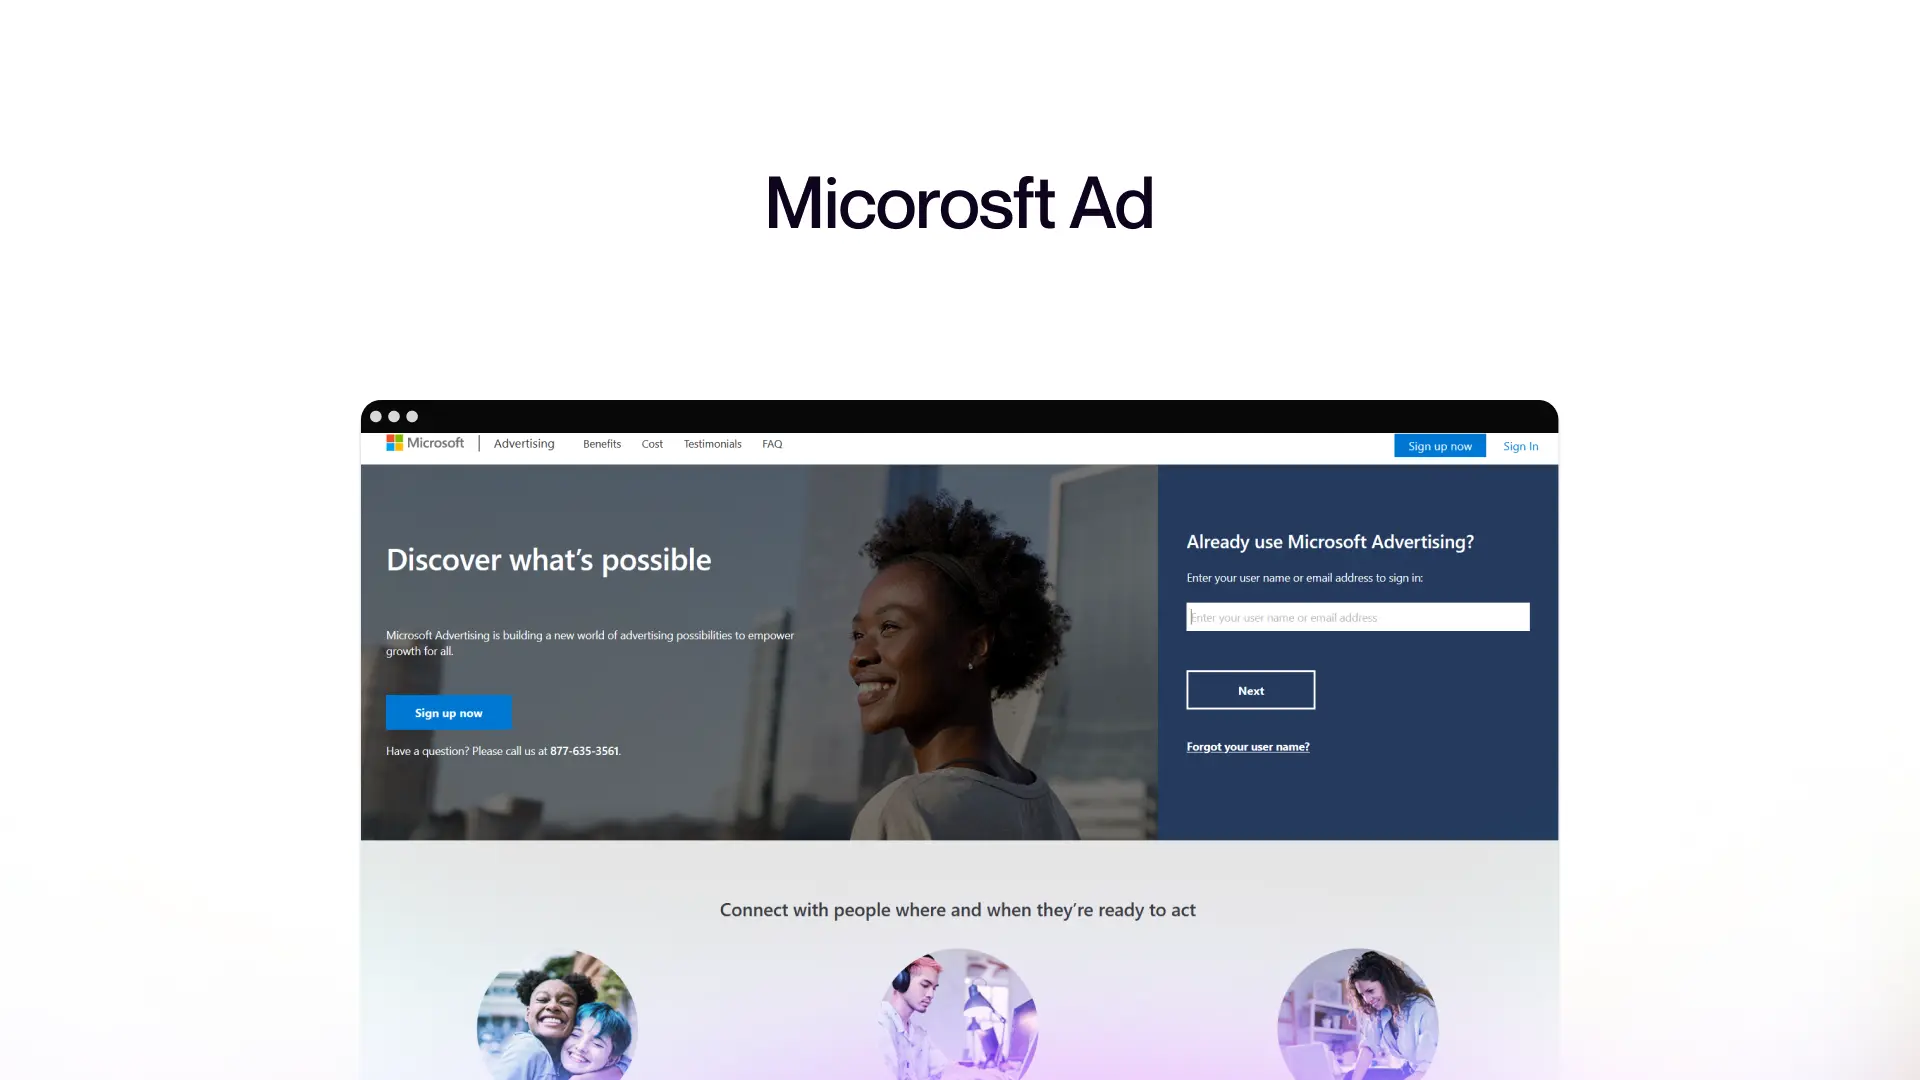 Micorosft Ad
Microsoft | Advertising Benefits Cost Testimonials FAQ Sign up now Sign In
Discover what’s possible
Microsoft Advertising is building a new world of advertising possibilities to empower
growth for all.
Sign up now
Have a question? Please call us at 877-635-3561.
Already use Microsoft Advertising?
Enter your user name or email address to sign in:
Enter your user name or email address
Next
Forgot your user name?
Connect with people where and when they’re ready to act